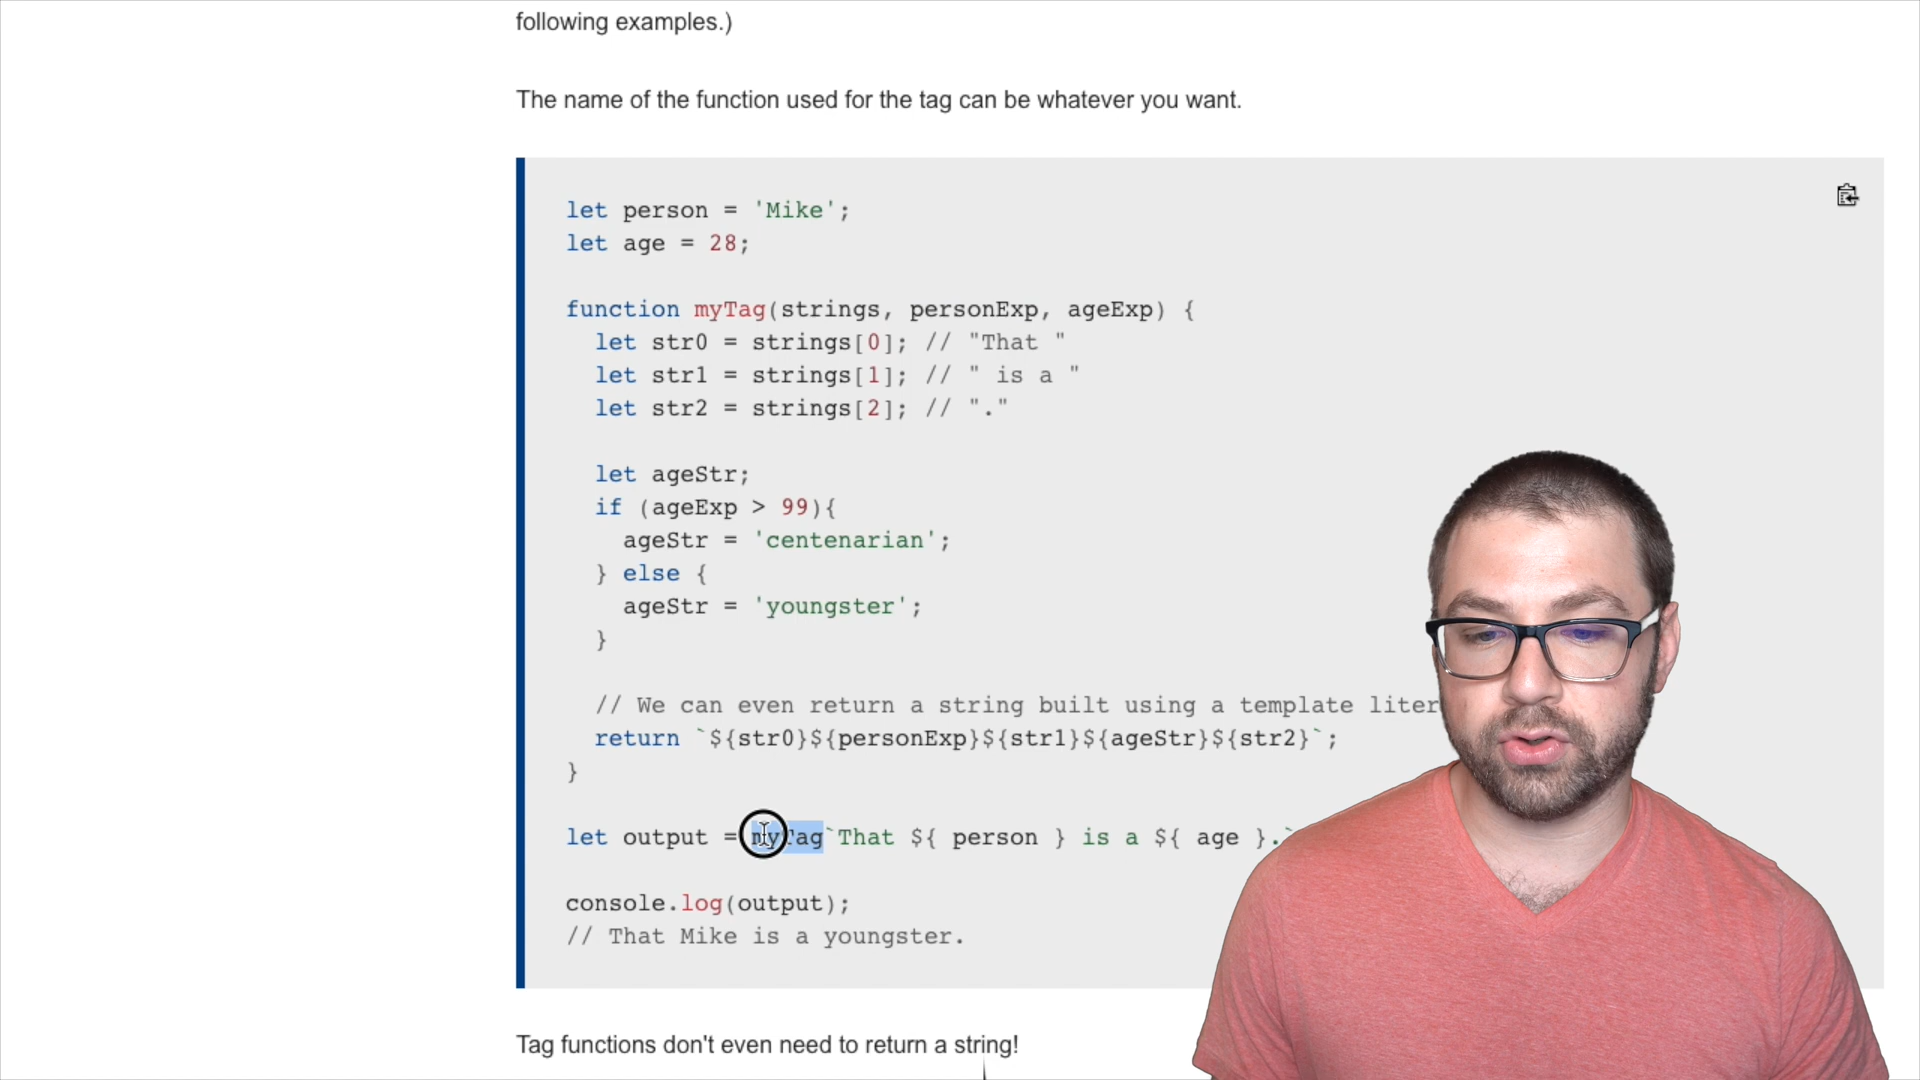 following examples.)
The name of the function used for the tag can be whatever you want.
let person = 'Mike';
let age = 28;
function myTag(strings, personExp, ageExp) {
let str0 = strings[0]; // "That "
let str1 = strings[1]; // " is a "
let str2 = strings[2]; // "."
let ageStr;
if (ageExp > 99){
ageStr = 'centenarian';
} else {
ageStr = 'youngster';
}
// We can even return a string built using a template liter
return `${str0}${personExp}${str1}${ageStr}${str2}`;
}
let output = myTag`That ${ person } is a ${ age }.`
console.log(output);
// That Mike is a youngster.
Tag functions don't even need to return a string!